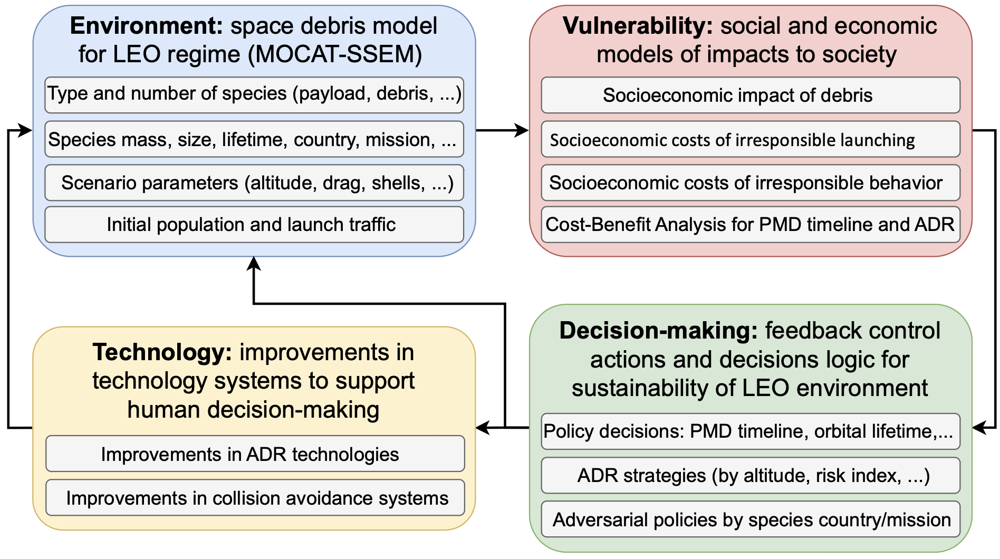 Environment: space debris model
for LEO regime (MOCAT-SSEM)
Type and number of species (payload, debris, ...)
Species mass, size, lifetime, country, mission, ...
Scenario parameters (altitude, drag, shells, ...)
Initial population and launch traffic
Vulnerability: social and economic
models of impacts to society
Socioeconomic impact of debris
Socioeconomic costs of irresponsible launching
Socioeconomic costs of irresponsible behavior
Cost-Benefit Analysis for PMD timeline and ADR
Technology: improvements in
technology systems to support
human decision-making
Improvements in ADR technologies
Improvements in collision avoidance systems
Decision-making: feedback control
actions and decisions logic for
sustainability of LEO environment
Policy decisions: PMD timeline, orbital lifetime,...
ADR strategies (by altitude, risk index, ...)
Adversarial policies by species country/mission